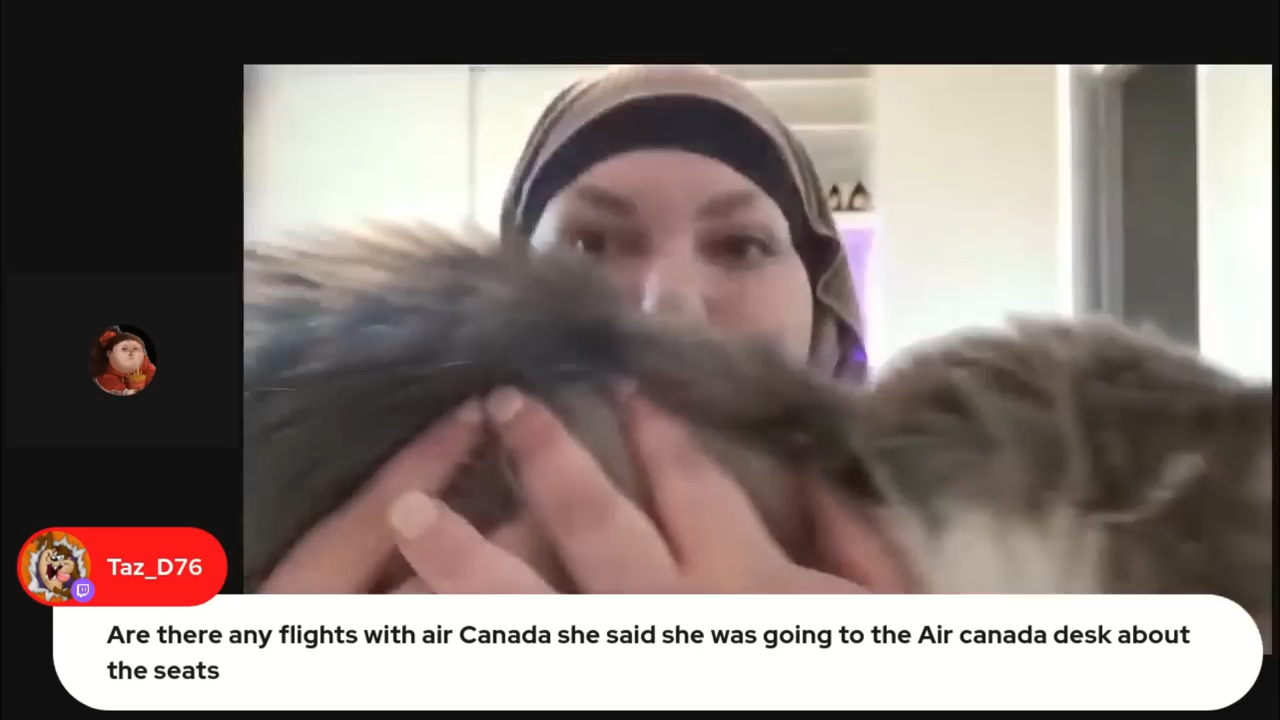 Taz_D76
Are there any flights with air Canada she said she was going to the Air canada desk about
the seats